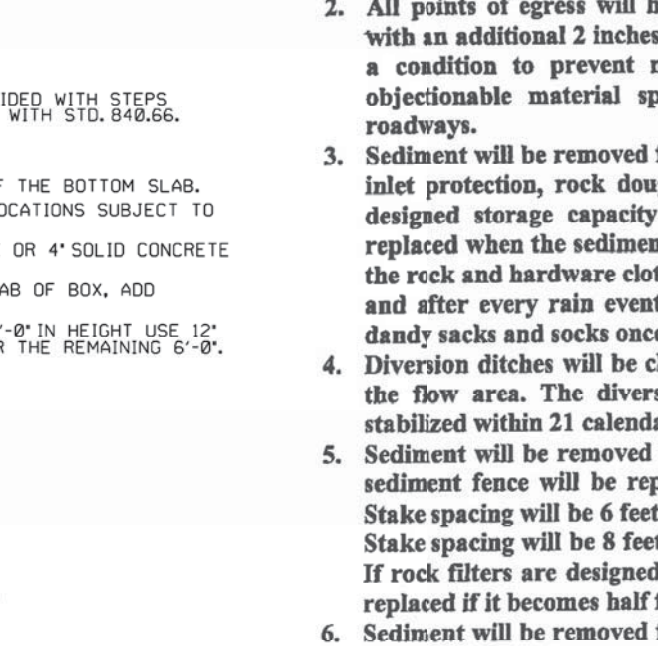 IDED WITH STEPS
WITH STD. 840.66.
F THE BOTTOM SLAB.
OCATIONS SUBJECT TO
OR 4" SOLID CONCRETE
AB OF BOX, ADD
'-0" IN HEIGHT USE 12"
R THE REMAINING 6'-0".
2. All points of egress will h
with an additional 2 inches
a condition to prevent
objectionable material sp
roadways.
3. Sediment will be removed
inlet protection, rock dou
designed storage capacity
replaced when the sedimen
the rock and hardware clot
and after every rain event
dandy sacks and socks once
4. Diversion ditches will be cl
the flow area. The divers
stabilized within 21 calenda
5. Sediment will be removed
sediment fence will be rep
Stake spacing will be 6 feet
Stake spacing will be 8 feet
If rock filters are designed
replaced if it becomes half
6. Sediment will be removed